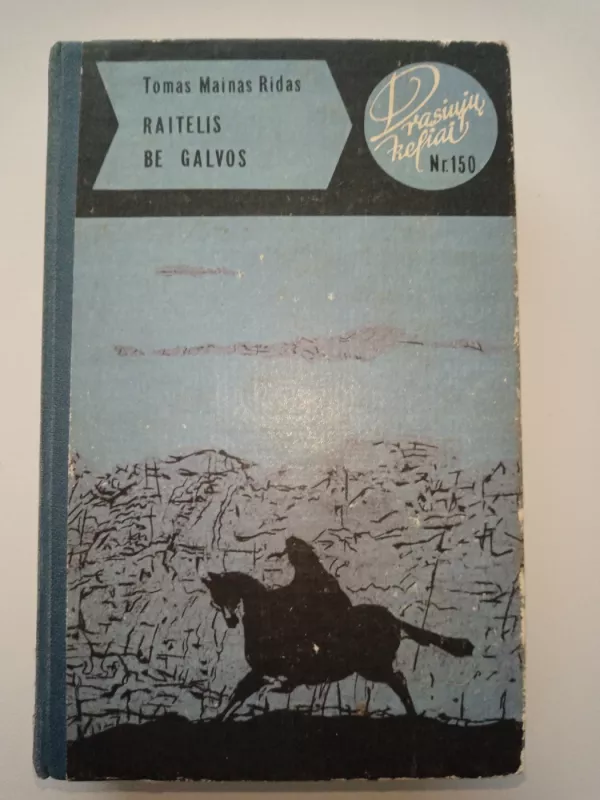 Tomas Mainas Ridas
RAITELIS
BE GALVOS
Drąsiųjų
keliai
Nr.150